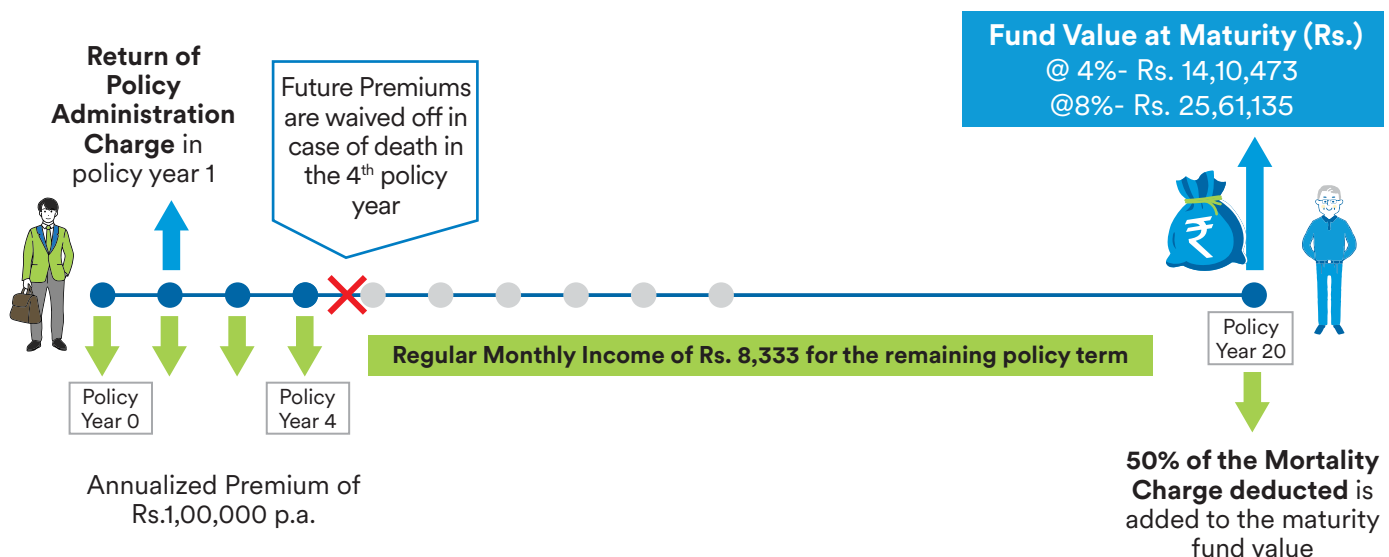 Return of
Policy
Administration
Charge in
policy year 1
Future Premiums
are waived off in
case of death in
the 4th policy
year
Fund Value at Maturity (Rs.)
@ 4%- Rs. 14,10,473
@8%- Rs. 25,61,135
₹
Regular Monthly Income of Rs. 8,333 for the remaining policy term
Policy
Year 0
Policy
Year 4
Policy
Year 20
Annualized Premium of
Rs.1,00,000 p.a.
50% of the Mortality
Charge deducted is
added to the maturity
fund value